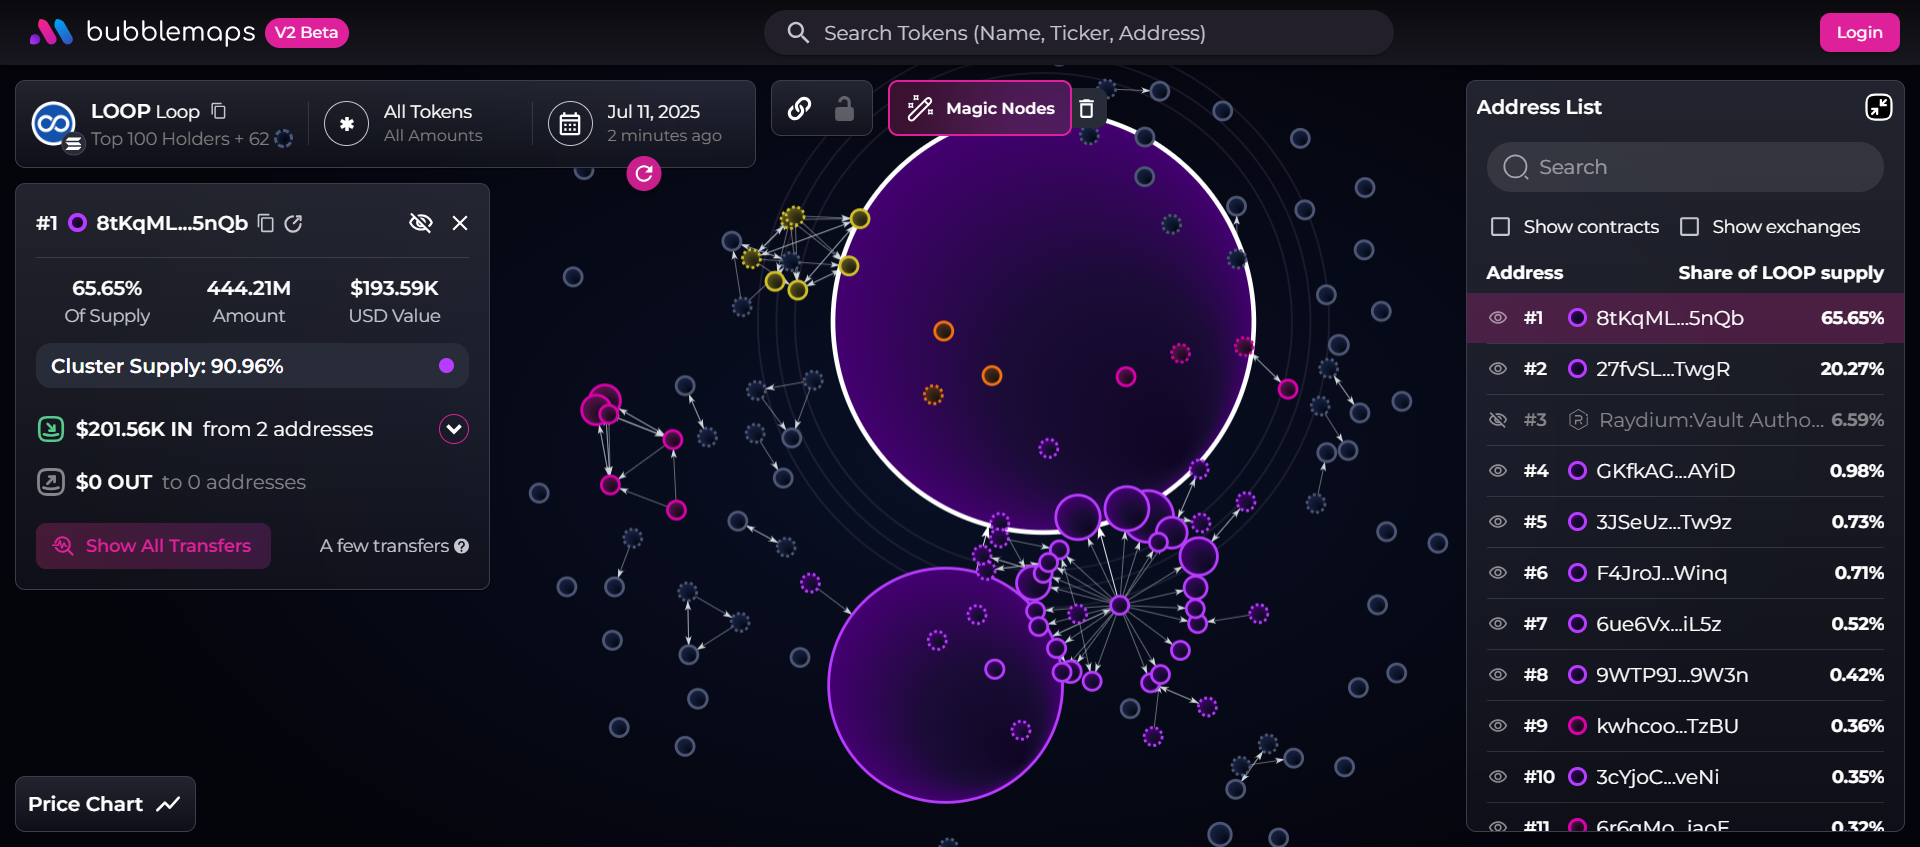 bubblemaps V2 Beta
Search Tokens (Name, Ticker, Address)
Login
LOOP Loop
Top 100 Holders + 62
All Tokens
All Amounts
Jul 11, 2025
2 minutes ago
Magic Nodes
#1 8tKqML...5nQb
65.65% 444.21M $193.59K
Of Supply Amount USD Value
Cluster Supply: 90.96%
$201.56K IN from 2 addresses
$0 OUT to 0 addresses
Show All Transfers A few transfers
Price Chart
Address List
Search
Show contracts Show exchanges
Address Share of LOOP supply
#1 8tKqML...5nQb 65.65%
#2 27fvSL...TwgR 20.27%
#3 Raydium:Vault Autho... 6.59%
#4 GKfkAG...AYiD 0.98%
#5 3JSeUz...Tw9z 0.73%
#6 F4JroJ...Winq 0.71%
#7 6ue6Vx...iL5z 0.52%
#8 9WTP9J...9W3n 0.42%
#9 kwhcoo...TzBU 0.36%
#10 3cYjoC...veNi 0.35%
#11 0.32%